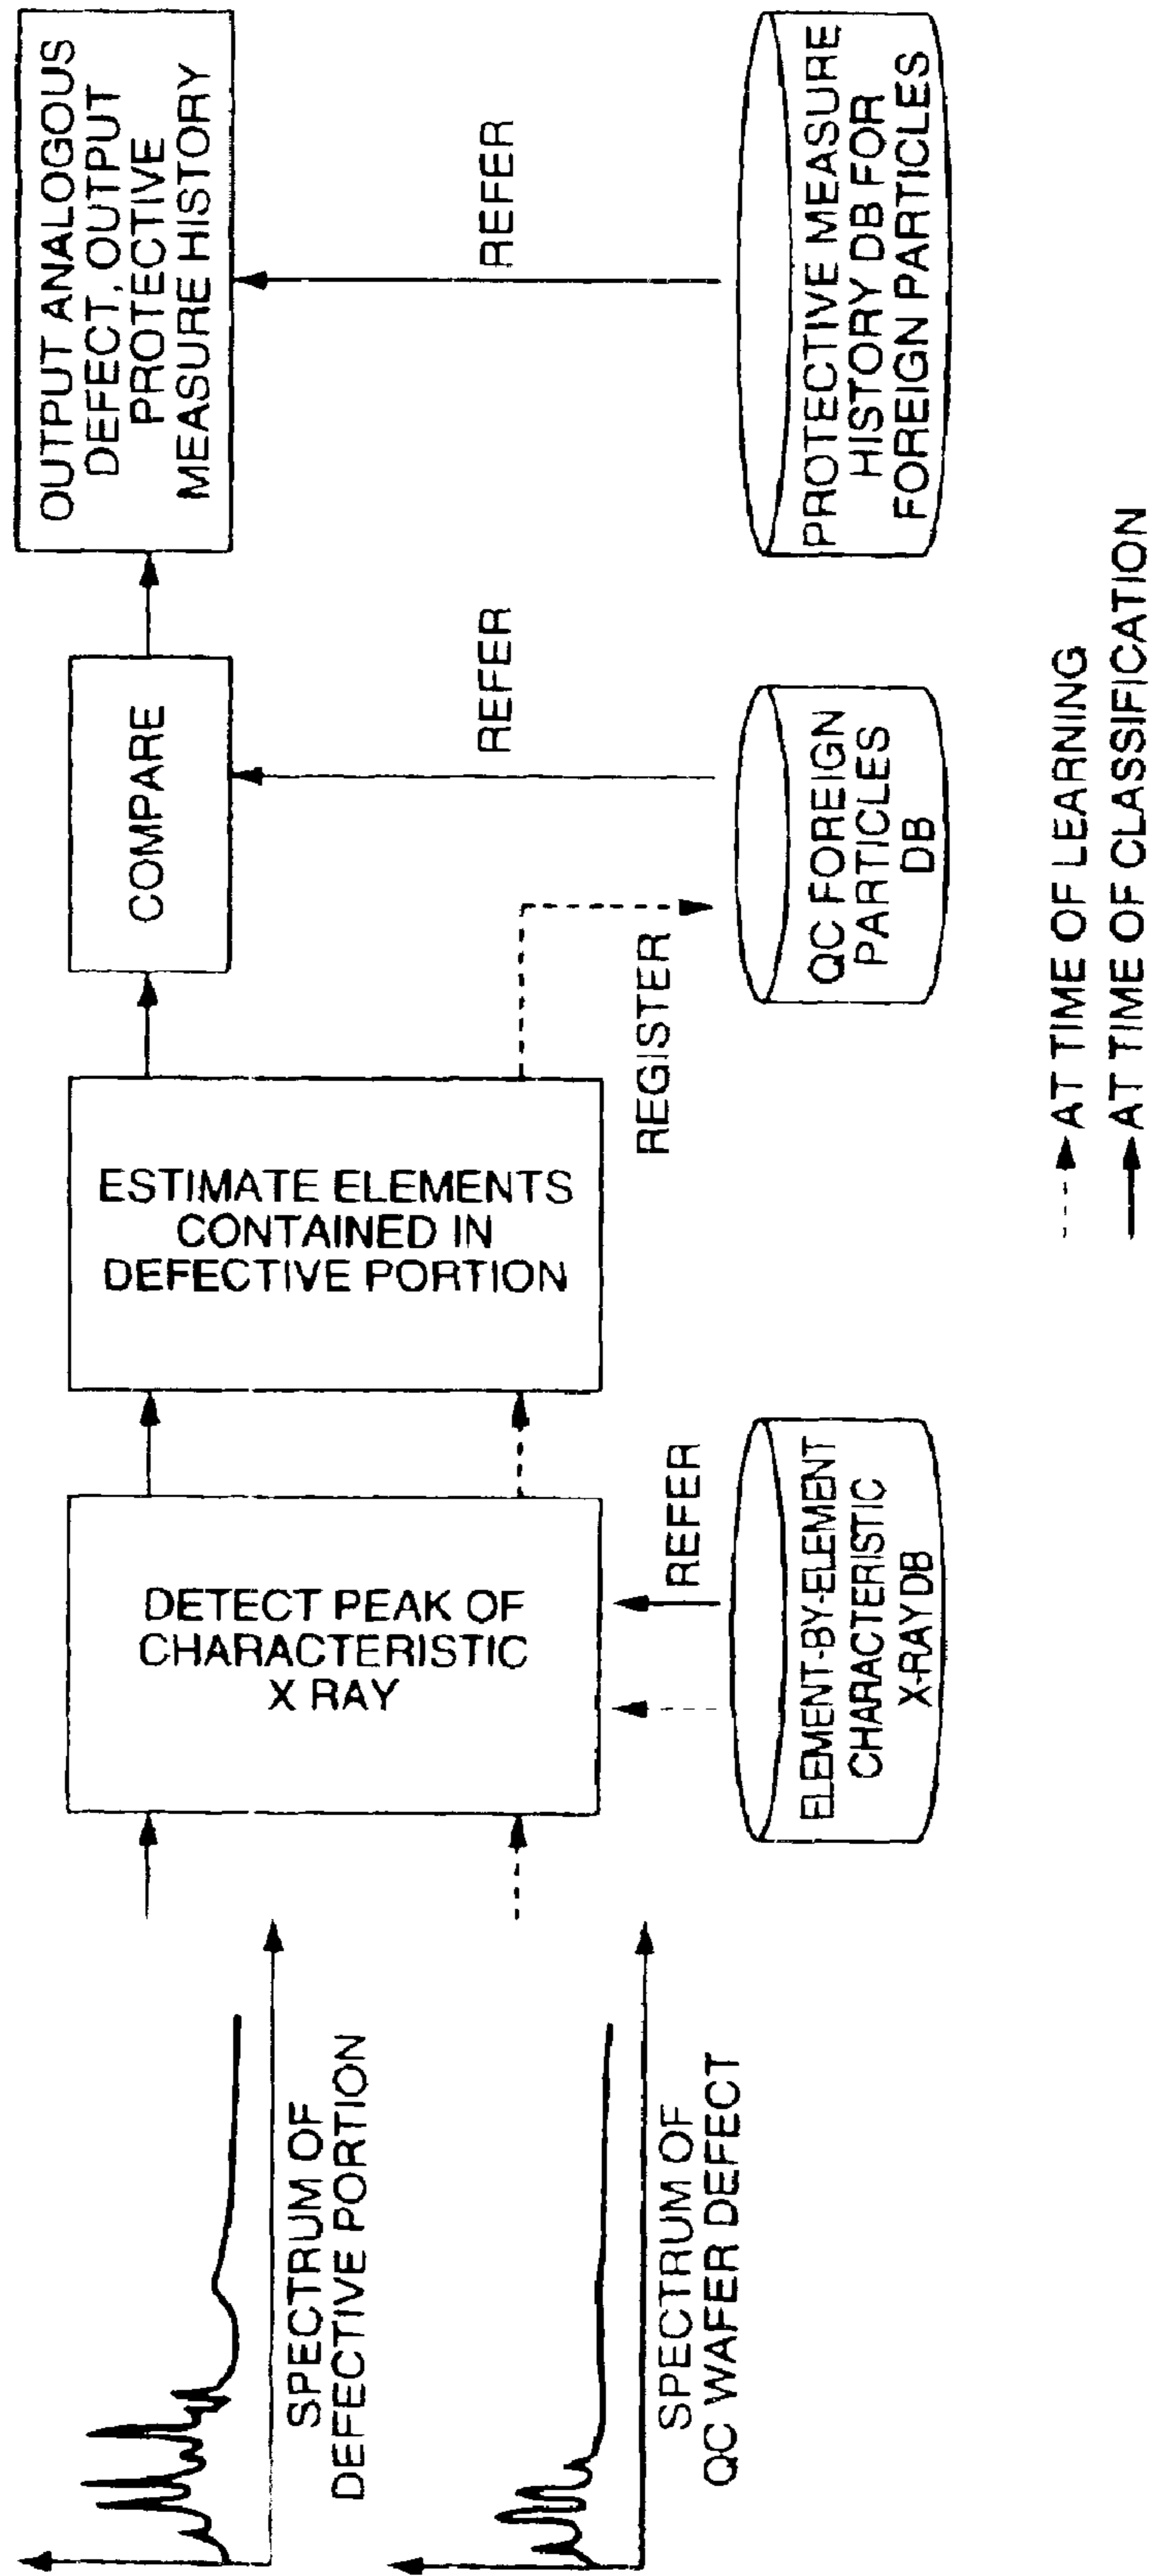 SPECTRUM OF
DEFECTIVE PORTION
SPECTRUM OF
QC WAFER DEFECT
DETECT PEAK OF
CHARACTERISTIC
X RAY
REFER
ELEMENT-BY-ELEMENT
CHARACTERISTIC
X-RAY DB
ESTIMATE ELEMENTS
CONTAINED IN
DEFECTIVE PORTION
REGISTER
COMPARE
REFER
QC FOREIGN
PARTICLES
DB
OUTPUT ANALOGOUS
DEFECT, OUTPUT
PROTECTIVE
MEASURE HISTORY
REFER
PROTECTIVE MEASURE
HISTORY DB FOR
FOREIGN PARTICLES
AT TIME OF LEARNING
AT TIME OF CLASSIFICATION